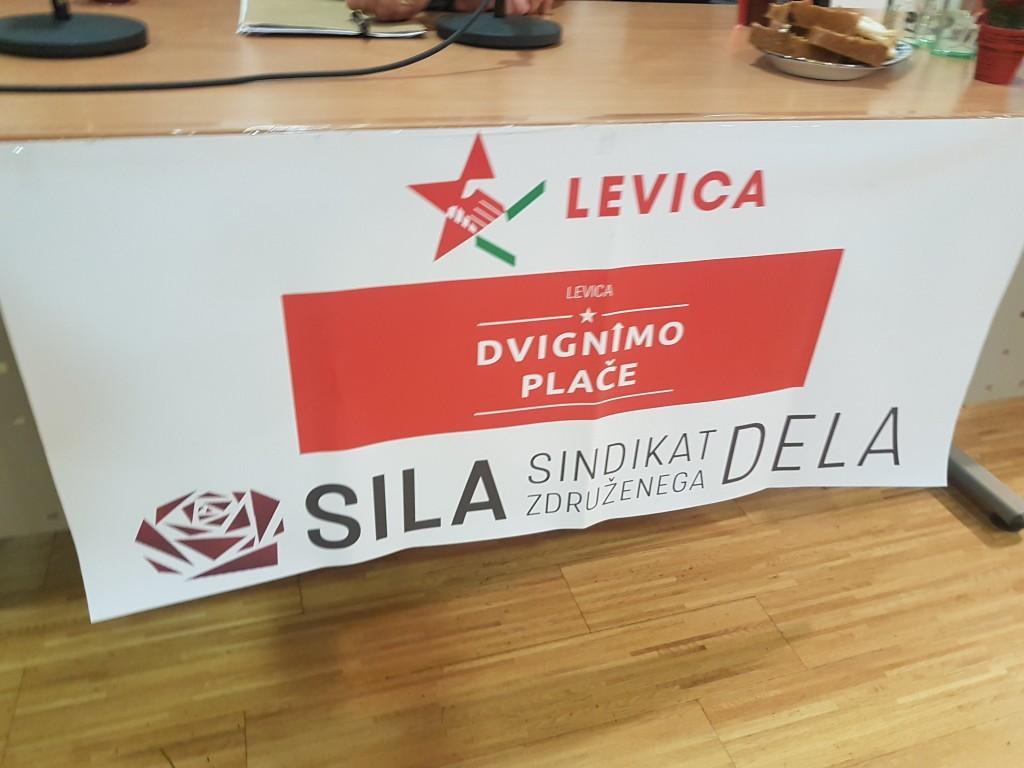 LEVICA
LEVICA
DVIGNIMO
PLAČE
SILA SINDIKAT ZDRUŽENEGA DELA